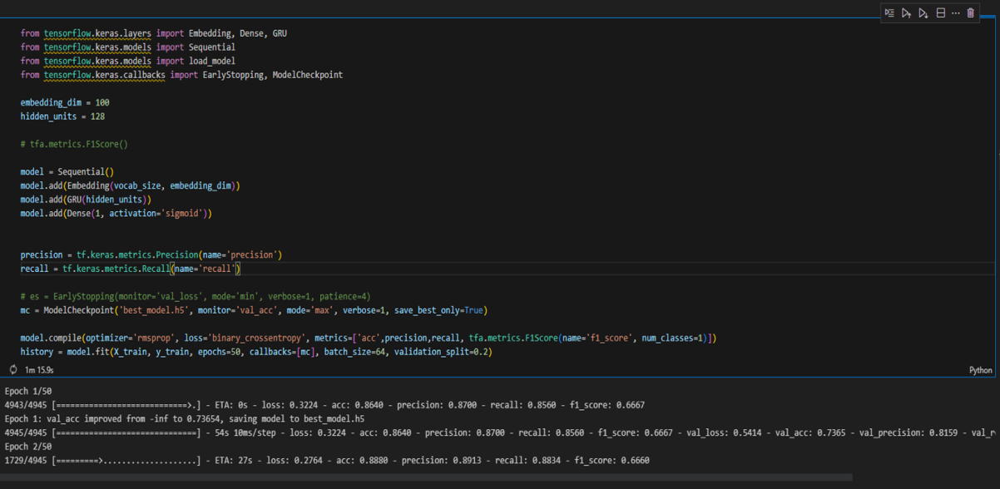 from tensorflow.keras.layers import Embedding, Dense, GRU
from tensorflow.keras.models import Sequential
from tensorflow.keras.models import load_model
from tensorflow.keras.callbacks import EarlyStopping, ModelCheckpoint
embedding_dim = 100
hidden_units = 128
# tfa.metrics.F1Score()
model = Sequential()
model.add(Embedding(vocab_size, embedding_dim))
model.add(GRU(hidden_units))
model.add(Dense(1, activation='sigmoid'))
precision = tf.keras.metrics.Precision(name='precision')
recall = tf.keras.metrics.Recall(name='recall')
# es = EarlyStopping(monitor='val_loss', mode='min', verbose=1, patience=4)
mc = ModelCheckpoint('best_model.h5', monitor='val_acc', mode='max', verbose=1, save_best_only=True)
model.compile(optimizer='rmsprop', loss='binary_crossentropy', metrics=['acc',precision,recall, tfa.metrics.F1Score(name='f1_score', num_classes=1)])
history = model.fit(X_train, y_train, epochs=50, callbacks=[mc], batch_size=64, validation_split=0.2)
1m 15.9s
Python
Epoch 1/50
4943/4945 [============================>.] - ETA: 0s - loss: 0.3224 - acc: 0.8640 - precision: 0.8700 - recall: 0.8560 - f1_score: 0.6667
Epoch 1: val_acc improved from -inf to 0.73654, saving model to best_model.h5
4945/4945 [==============================] - 54s 10ms/step - loss: 0.3224 - acc: 0.8640 - precision: 0.8700 - recall: 0.8560 - f1_score: 0.6667 - val_loss: 0.5414 - val_acc: 0.7365 - val_precision: 0.8159 - val_r
Epoch 2/50
1729/4945 [=========>....................] - ETA: 27s - loss: 0.2764 - acc: 0.8880 - precision: 0.8913 - recall: 0.8834 - f1_score: 0.6660